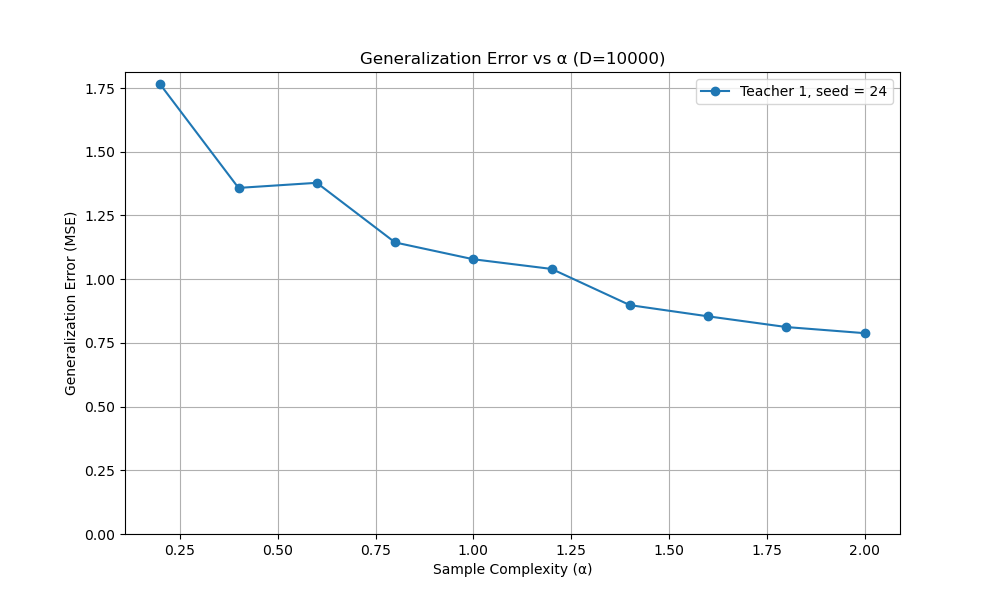 Generalization Error vs α (D=10000)
Teacher 1, seed = 24
Generalization Error (MSE)
1.75
1.50
1.25
1.00
0.75
0.50
0.25
0.00
0.25 0.50 0.75 1.00 1.25 1.50 1.75 2.00
Sample Complexity (α)